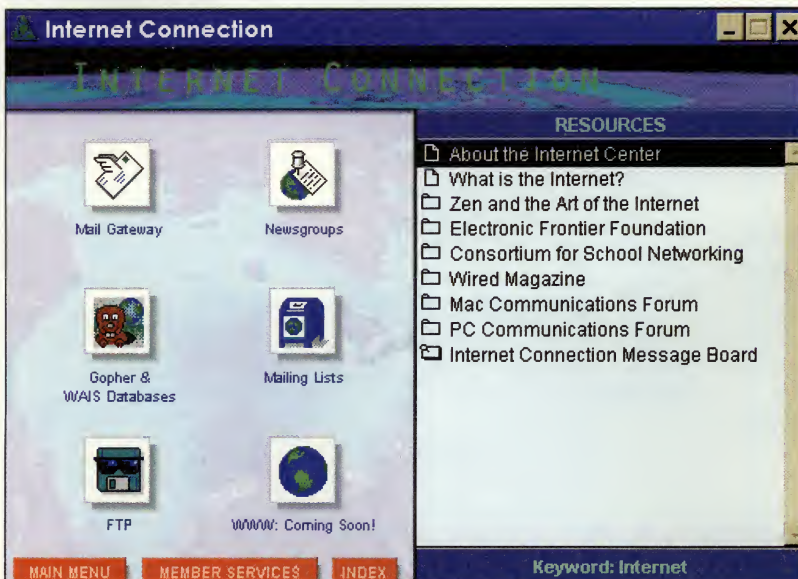 Internet Connection
INTERNET CONNECTION
Mail Gateway
Newsgroups
Gopher &
WAIS Databases
Mailing Lists
FTP
WWW: Coming Soon!
MAIN MENU
MEMBER SERVICES
INDEX
RESOURCES
About the Internet Center
What is the Internet?
Zen and the Art of the Internet
Electronic Frontier Foundation
Consortium for School Networking
Wired Magazine
Mac Communications Forum
PC Communications Forum
Internet Connection Message Board
Keyword: Internet